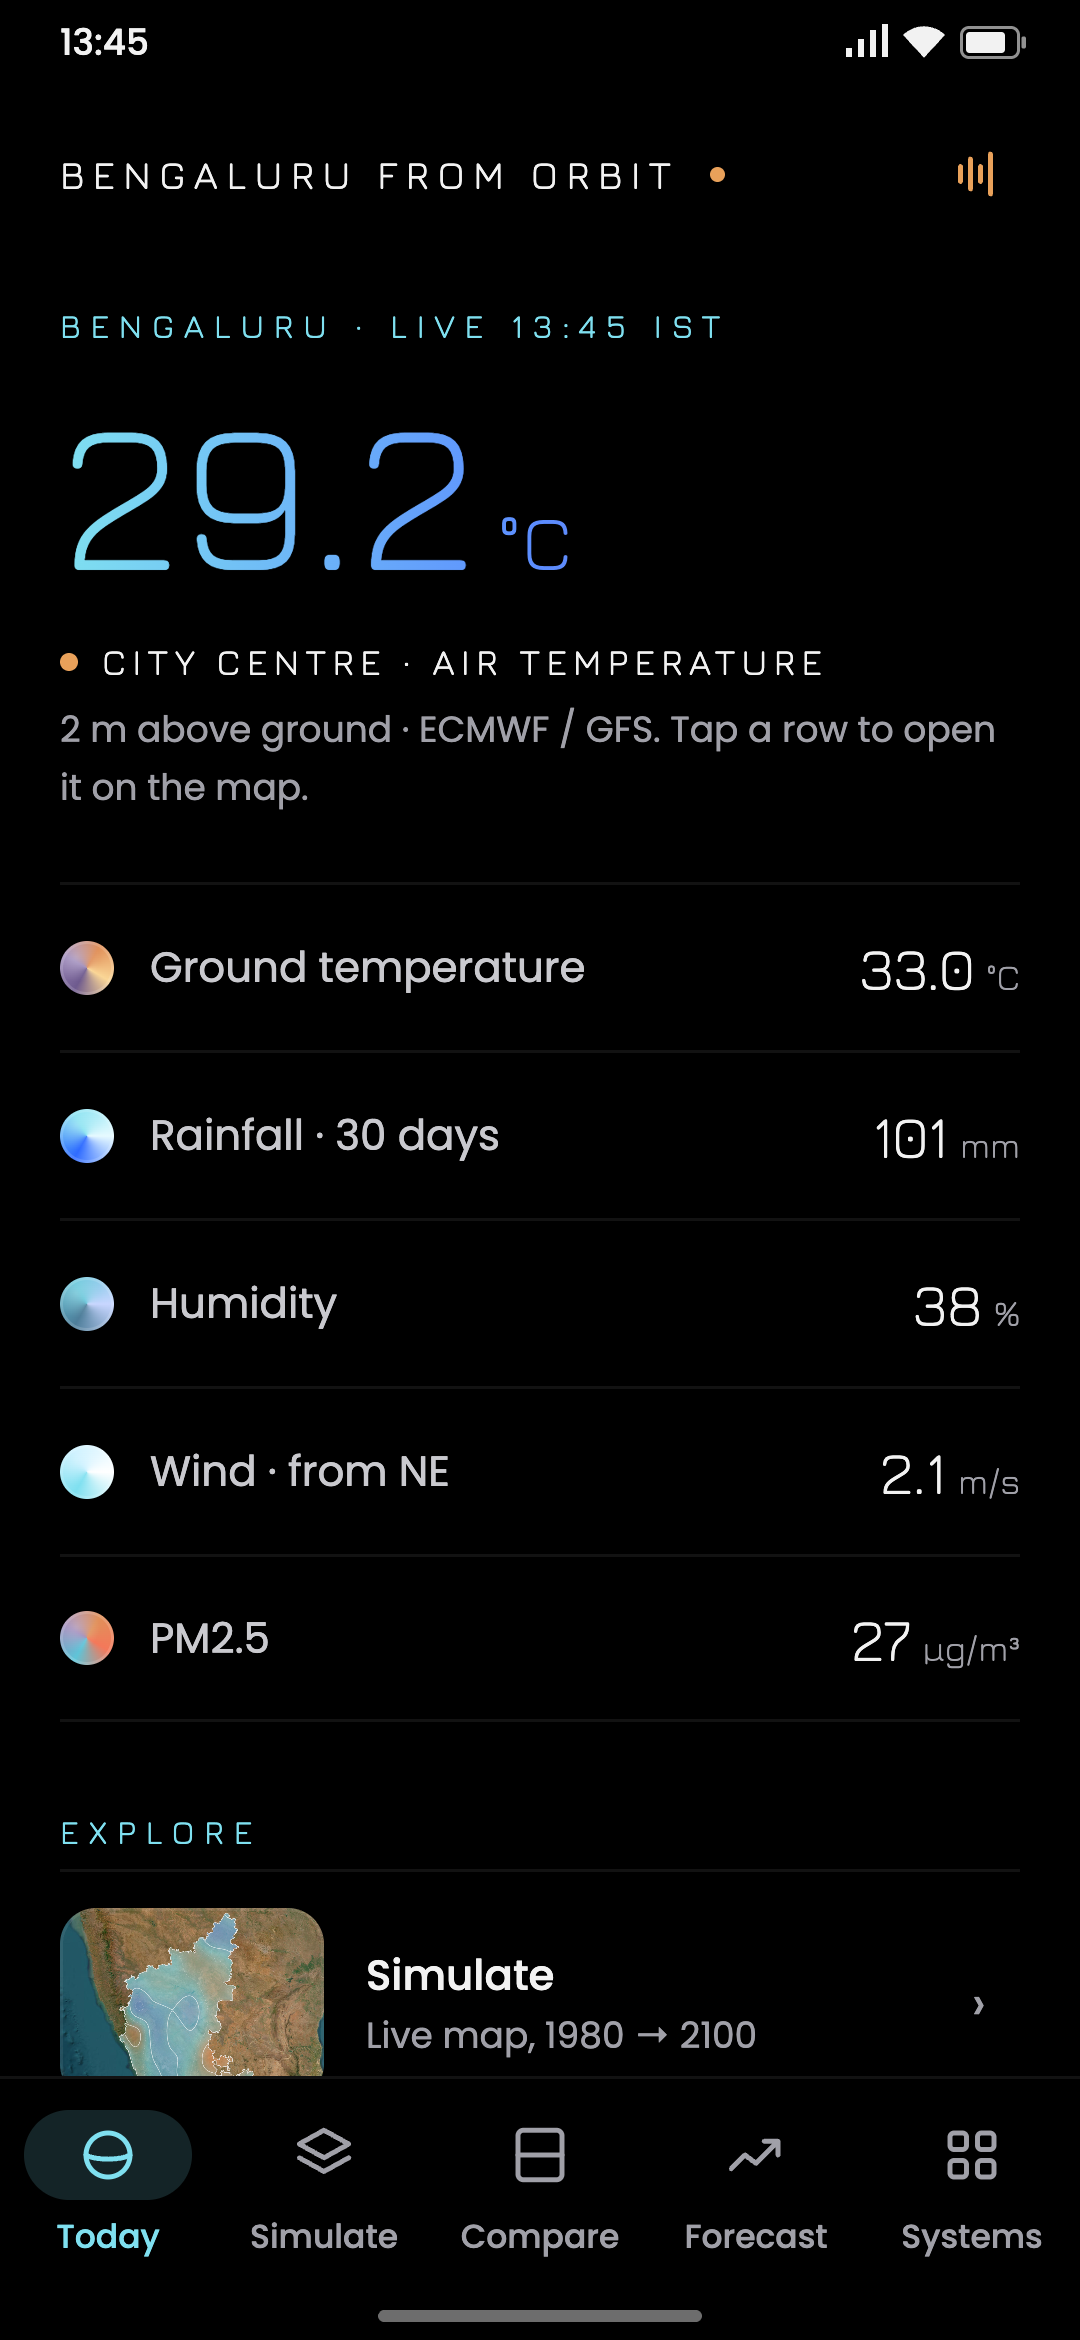 13:45
BENGALURU FROM ORBIT
BENGALURU · LIVE 13:45 IST
29.2 °C
CITY CENTRE · AIR TEMPERATURE
2 m above ground · ECMWF / GFS. Tap a row to open
it on the map.
Ground temperature 33.0 °C
Rainfall · 30 days 101 mm
Humidity 38 %
Wind · from NE 2.1 m/s
PM2.5 27 µg/m³
EXPLORE
Simulate
Live map, 1980 → 2100
Today Simulate Compare Forecast Systems